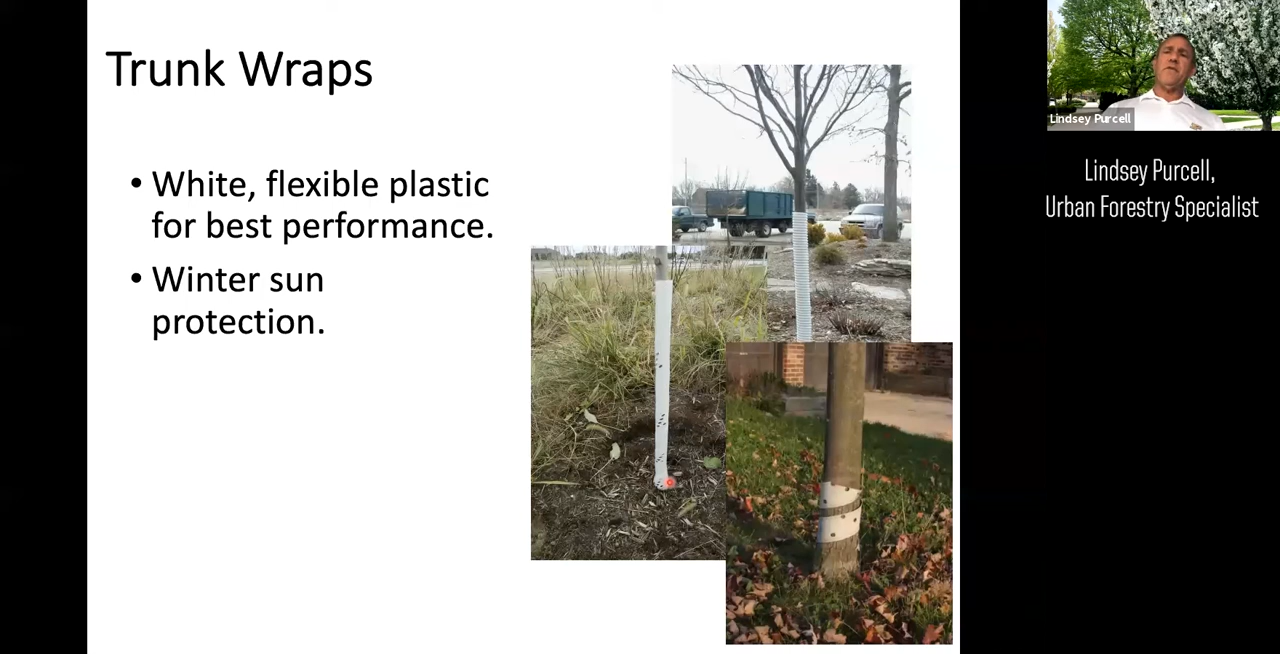 Trunk Wraps
• White, flexible plastic
for best performance.
• Winter sun
protection.
Lindsey Purcell
Lindsey Purcell,
Urban Forestry Specialist